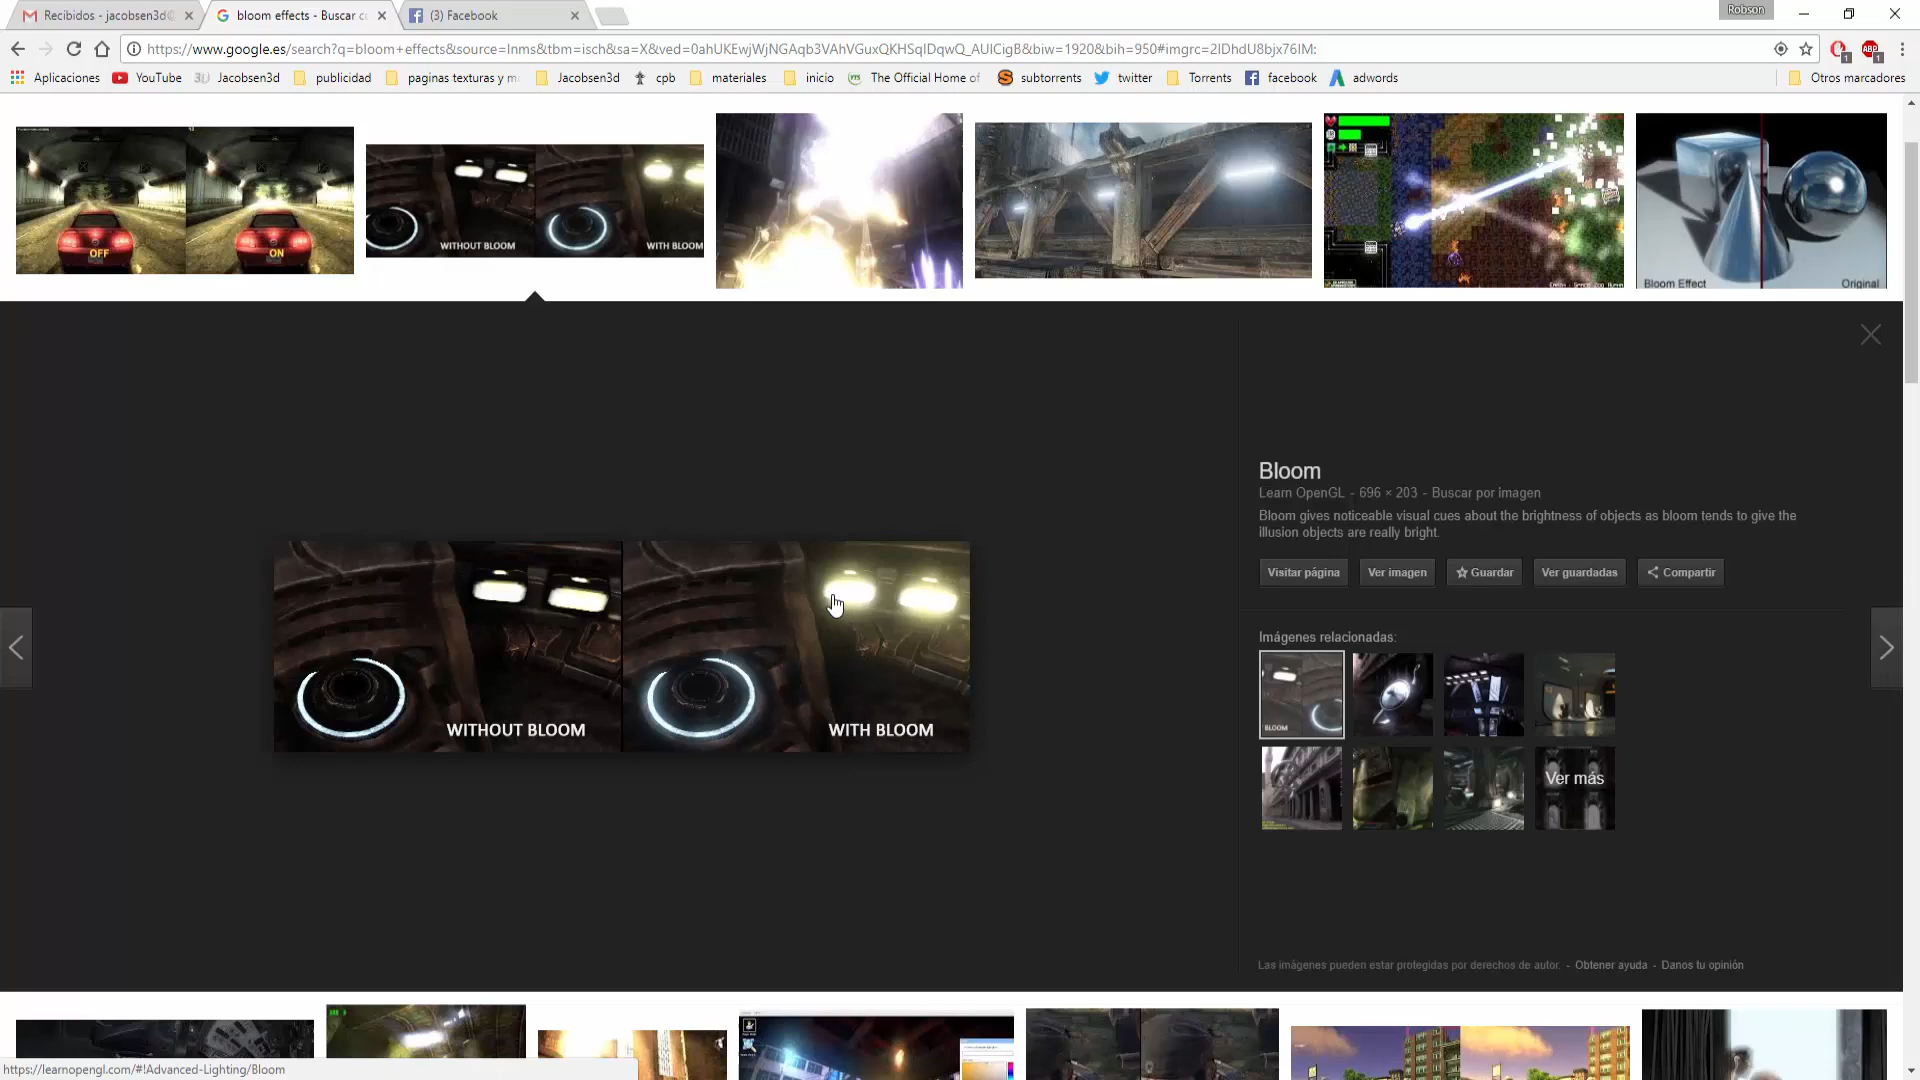 Recibidos - jacobsen3d@
bloom effects - Buscar c
(3) Facebook
Robson
https://www.google.es/search?q=bloom+effects&source=lnms&tbm=isch&sa=X&ved=0ahUKEwjWjNGAqb3VAhVGuxQKHSqlDqwQ_AUICigB&biw=1920&bih=950#imgrc=2lDhdU8bjx76IM:
Aplicaciones
YouTube
Jacobsen3d
publicidad
paginas texturas y m
Jacobsen3d
cpb
materiales
inicio
The Official Home of
subtorrents
twitter
Torrents
facebook
adwords
Otros marcadores
OFF
ON
WITHOUT BLOOM
WITH BLOOM
Bloom Effect
Original
Bloom
Learn OpenGL - 696 × 203 - Buscar por imagen
Bloom gives noticeable visual cues about the brightness of objects as bloom tends to give the
illusion objects are really bright.
Visitar página
Ver imagen
Guardar
Ver guardadas
Compartir
WITHOUT BLOOM
WITH BLOOM
Imágenes relacionadas:
BLOOM
Ver más
Las imágenes pueden estar protegidas por derechos de autor. - Obtener ayuda - Danos tu opinión
https://learnopengl.com/#!Advanced-Lighting/Bloom